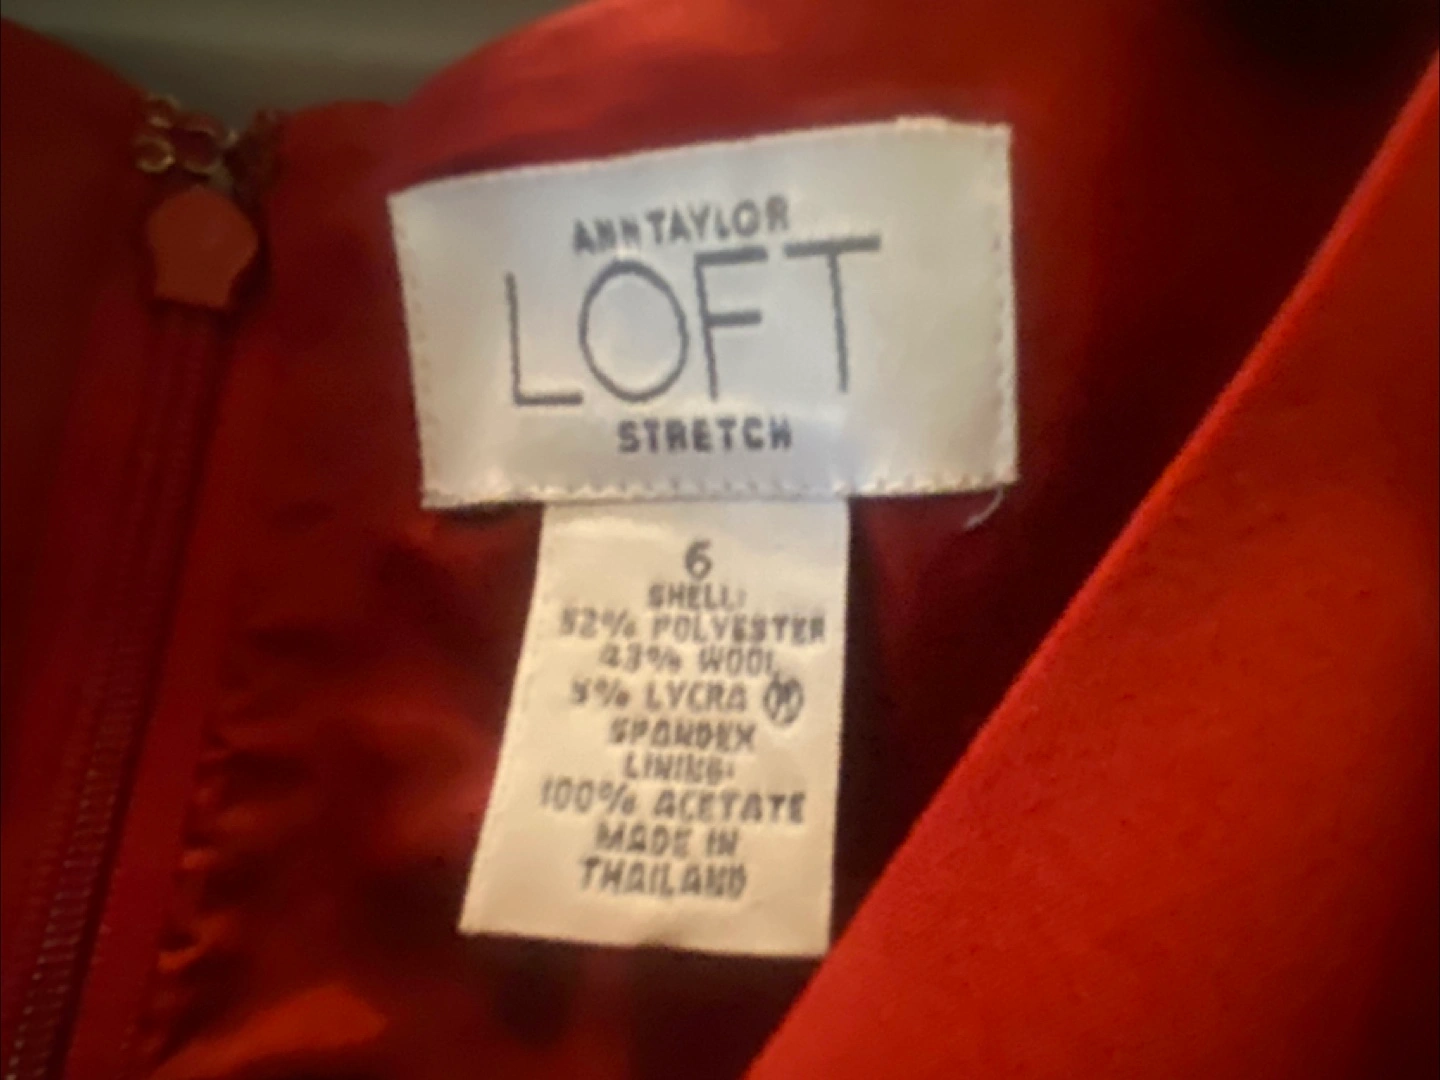 ANNTAYLOR
LOFT
STRETCH
6
SHELL:
52% POLYESTER
43% WOOL
5% LYCRA ®
SPANDEX
LINING:
100% ACETATE
MADE IN
THAILAND